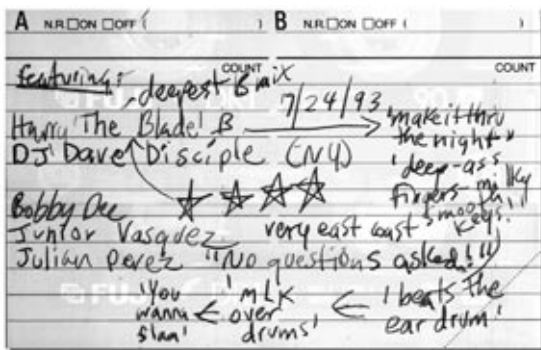 A N.R.☐ON ☐OFF ( ) B N.R.☐ON ☐OFF ( )
COUNT COUNT
featuring:
deepest B mix
7/24/93
Harry 'The Blade' B
'make it thru
the night"
DJ Dave Disciple (NY)
'deep-ass
fingers milky
smooth
keys!'
Bobby Dee
Junior Vasquez very east coast
Julian perez "No questions asked!!"
'You
wanna
slam'
'MLK
over
drums'
'beats the
ear drum'